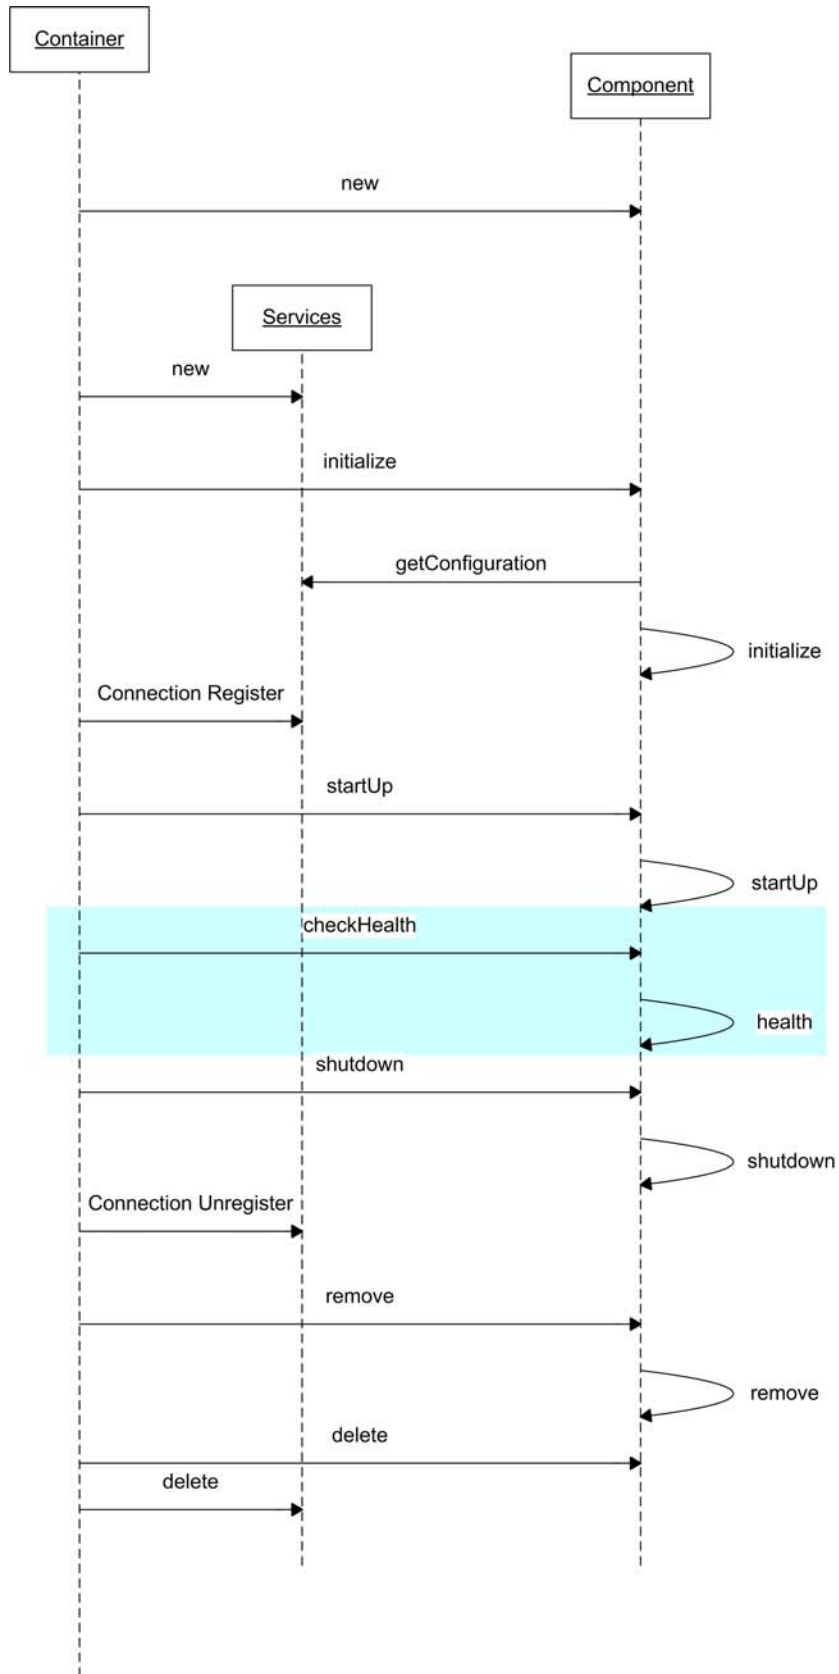 Container
Component
new
Services
new
initialize
getConfiguration
initialize
Connection Register
startUp
startUp
checkHealth
health
shutdown
shutdown
Connection Unregister
remove
remove
delete
delete